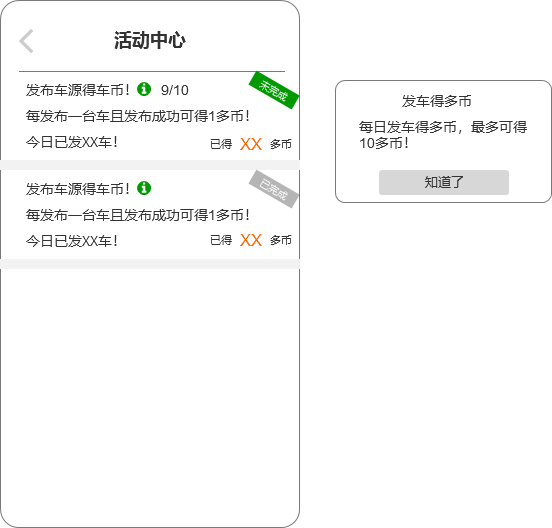 活动中心
发布车源得车币！ 9/10
未完成
每发布一台车且发布成功可得1多币！
今日已发XX车！
已得 XX 多币
发布车源得车币！
已完成
每发布一台车且发布成功可得1多币！
今日已发XX车！
已得 XX 多币
发车得多币
每日发车得多币，最多可得
10多币！
知道了